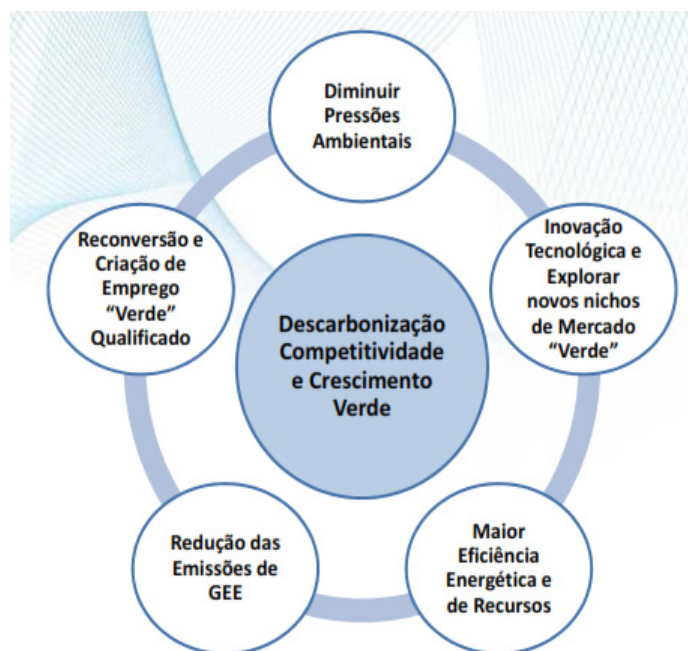 Diminuir
Pressões
Ambientais
Inovação
Tecnológica e
Explorar
novos nichos
de Mercado
“Verde”
Maior
Eficiência
Energética e
de Recursos
Redução das
Emissões de
GEE
Reconversão e
Criação de
Emprego
“Verde”
Qualificado
Descarbonização
Competitividade
e Crescimento
Verde